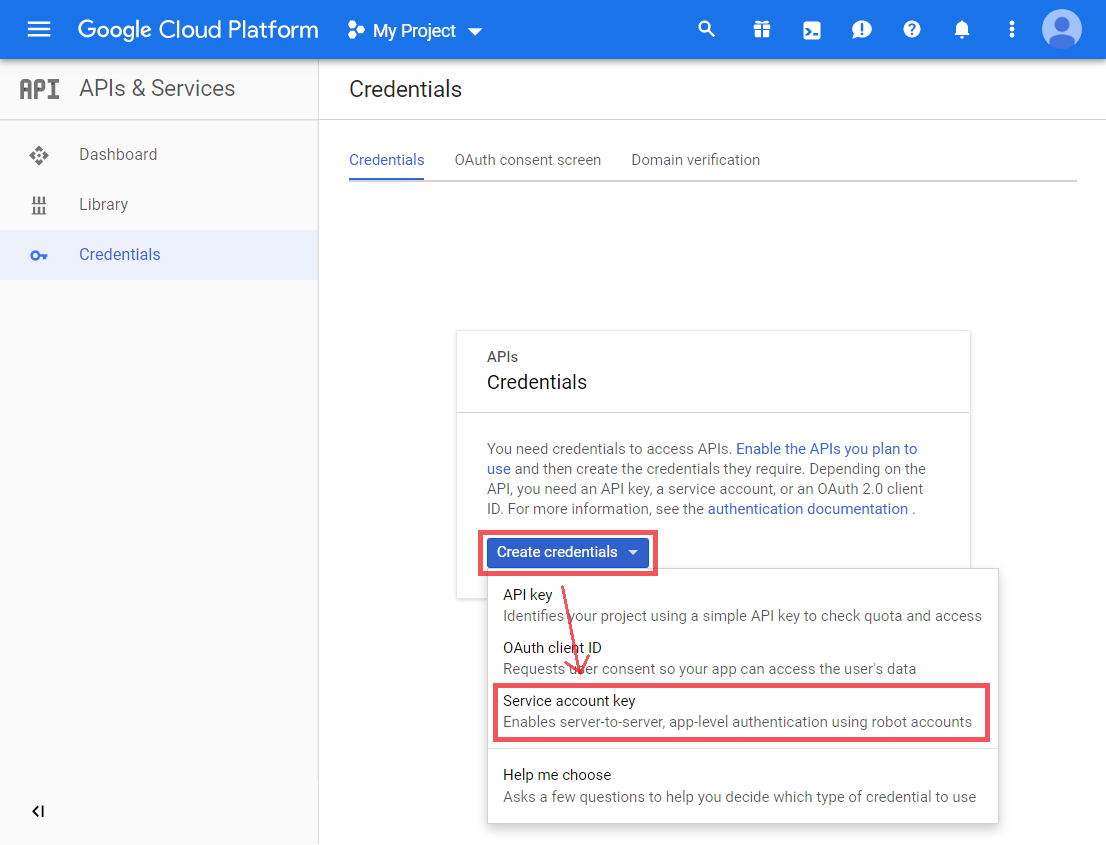 Google Cloud Platform
My Project
API
APIs & Services
Dashboard
Library
Credentials
Credentials
Credentials
OAuth consent screen
Domain verification
APIs
Credentials
You need credentials to access APIs. Enable the APIs you plan to
use and then create the credentials they require. Depending on the
API, you need an API key, a service account, or an OAuth 2.0 client
ID. For more information, see the authentication documentation .
Create credentials
API key
Identifies your project using a simple API key to check quota and access
OAuth client ID
Requests user consent so your app can access the user's data
Service account key
Enables server-to-server, app-level authentication using robot accounts
Help me choose
Asks a few questions to help you decide which type of credential to use